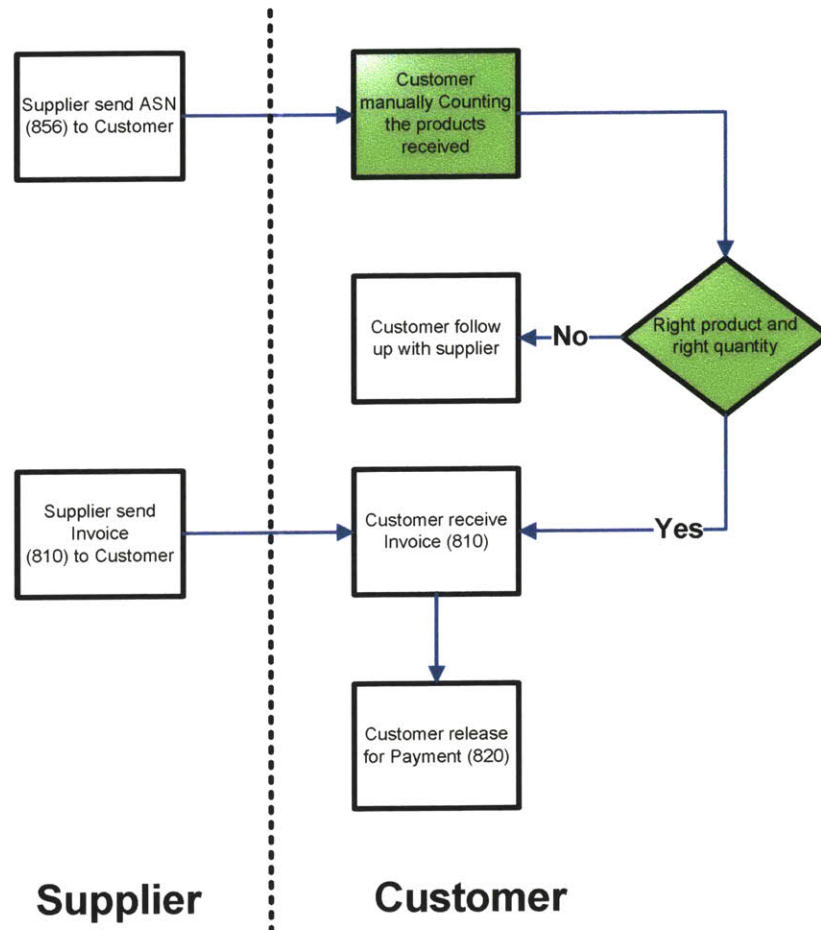 Supplier send ASN
(856) to Customer
Customer
manually Counting
the products
received
Right product and
right quantity
No
Customer follow
up with supplier
Yes
Supplier send
Invoice
(810) to Customer
Customer receive
Invoice (810)
Customer release
for Payment (820)
Supplier
Customer